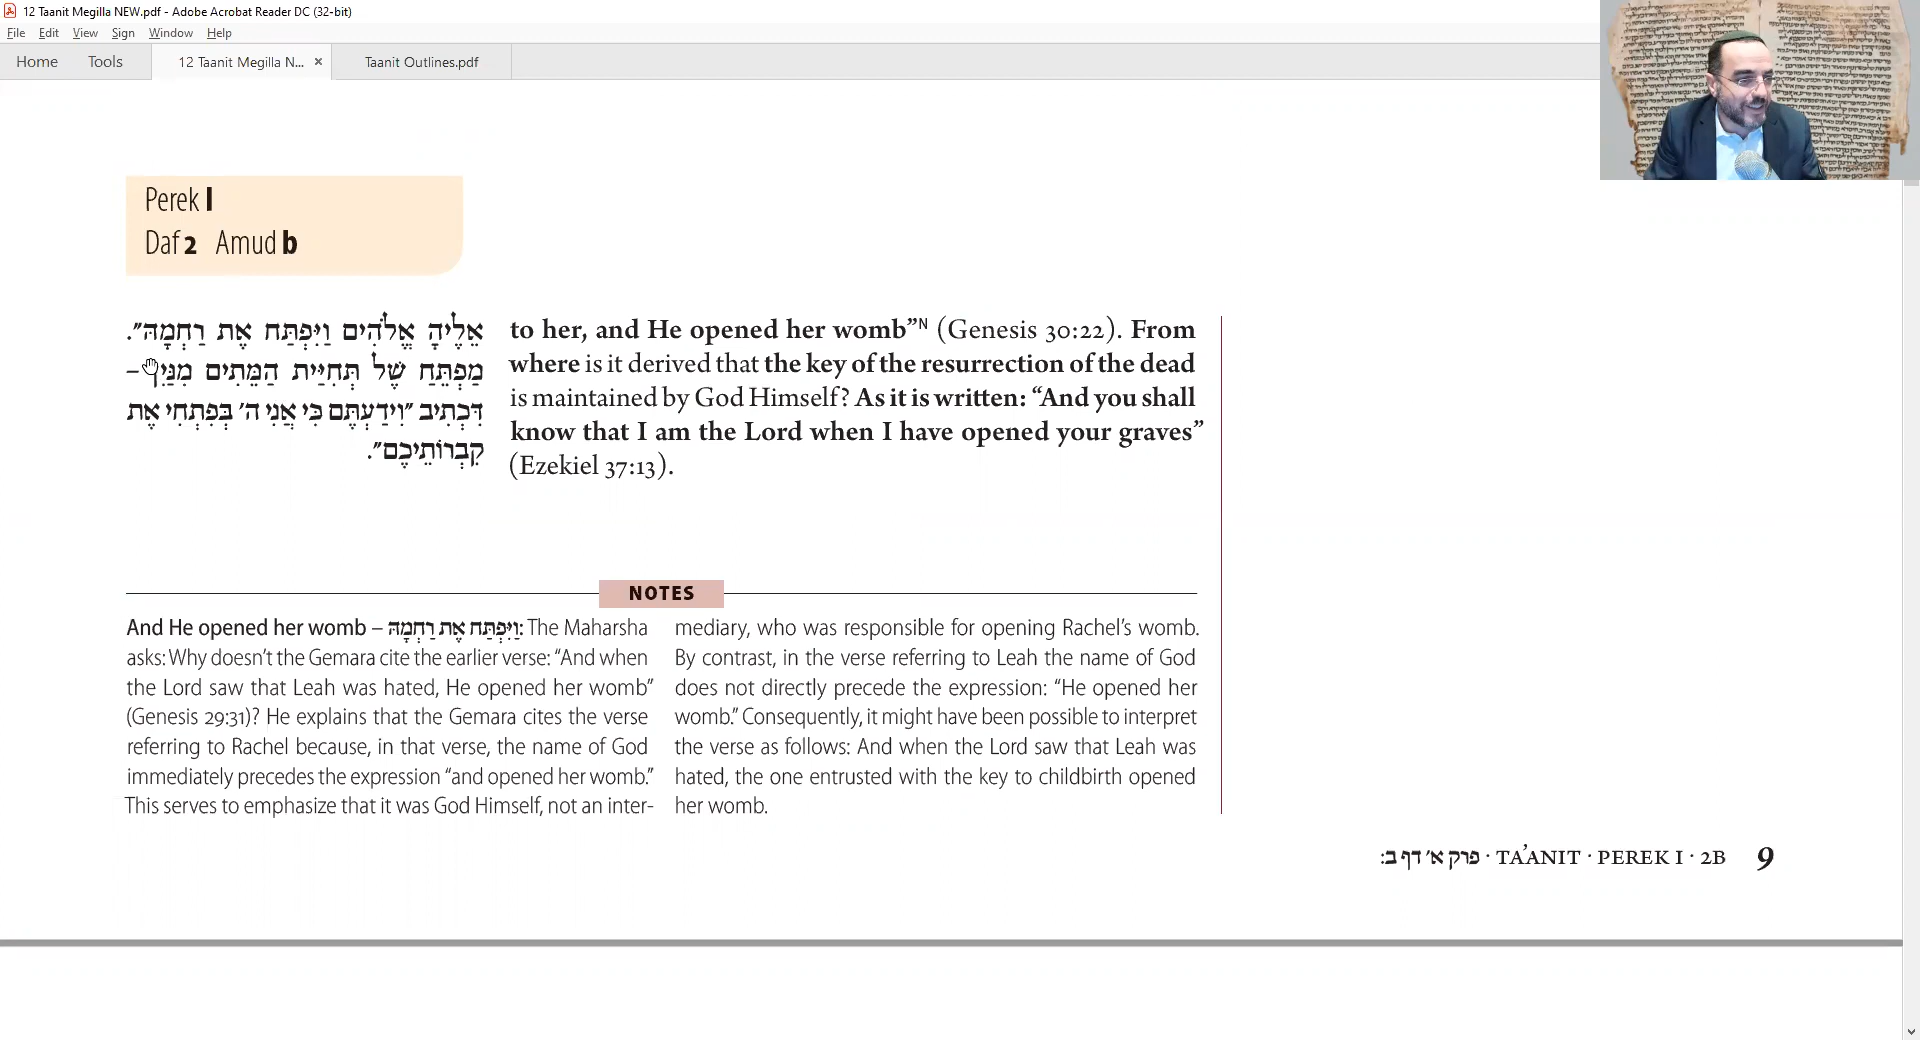 12 Taanit Megilla NEW.pdf - Adobe Acrobat Reader DC (32-bit)
File Edit View Sign Window Help
Home Tools 12 Taanit Megilla N... × Taanit Outlines.pdf
Perek I
Daf 2 Amud b
אֵלֶיהָ אֱלֹהִים וַיִּפְתַּח אֶת רַחְמָהּ״.
מַפְתֵּחַ שֶׁל תְּחִיַּית הַמֵּתִים מִנַּיִן –
דִּכְתִיב ״וִידַעְתֶּם כִּי אֲנִי ה׳ בְּפִתְחִי אֶת
קִבְרוֹתֵיכֶם״.
to her, and He opened her womb”ᴺ (Genesis 30:22). From
where is it derived that the key of the resurrection of the dead
is maintained by God Himself? As it is written: “And you shall
know that I am the Lord when I have opened your graves”
(Ezekiel 37:13).
NOTES
And He opened her womb – וַיִּפְתַּח אֶת רַחְמָהּ: The Maharsha
asks: Why doesn’t the Gemara cite the earlier verse: “And when
the Lord saw that Leah was hated, He opened her womb”
(Genesis 29:31)? He explains that the Gemara cites the verse
referring to Rachel because, in that verse, the name of God
immediately precedes the expression “and opened her womb.”
This serves to emphasize that it was God Himself, not an inter-
mediary, who was responsible for opening Rachel’s womb.
By contrast, in the verse referring to Leah the name of God
does not directly precede the expression: “He opened her
womb.” Consequently, it might have been possible to interpret
the verse as follows: And when the Lord saw that Leah was
hated, the one entrusted with the key to childbirth opened
her womb.
פרק א׳ דף ב: · TA’ANIT · PEREK I · 2B 9